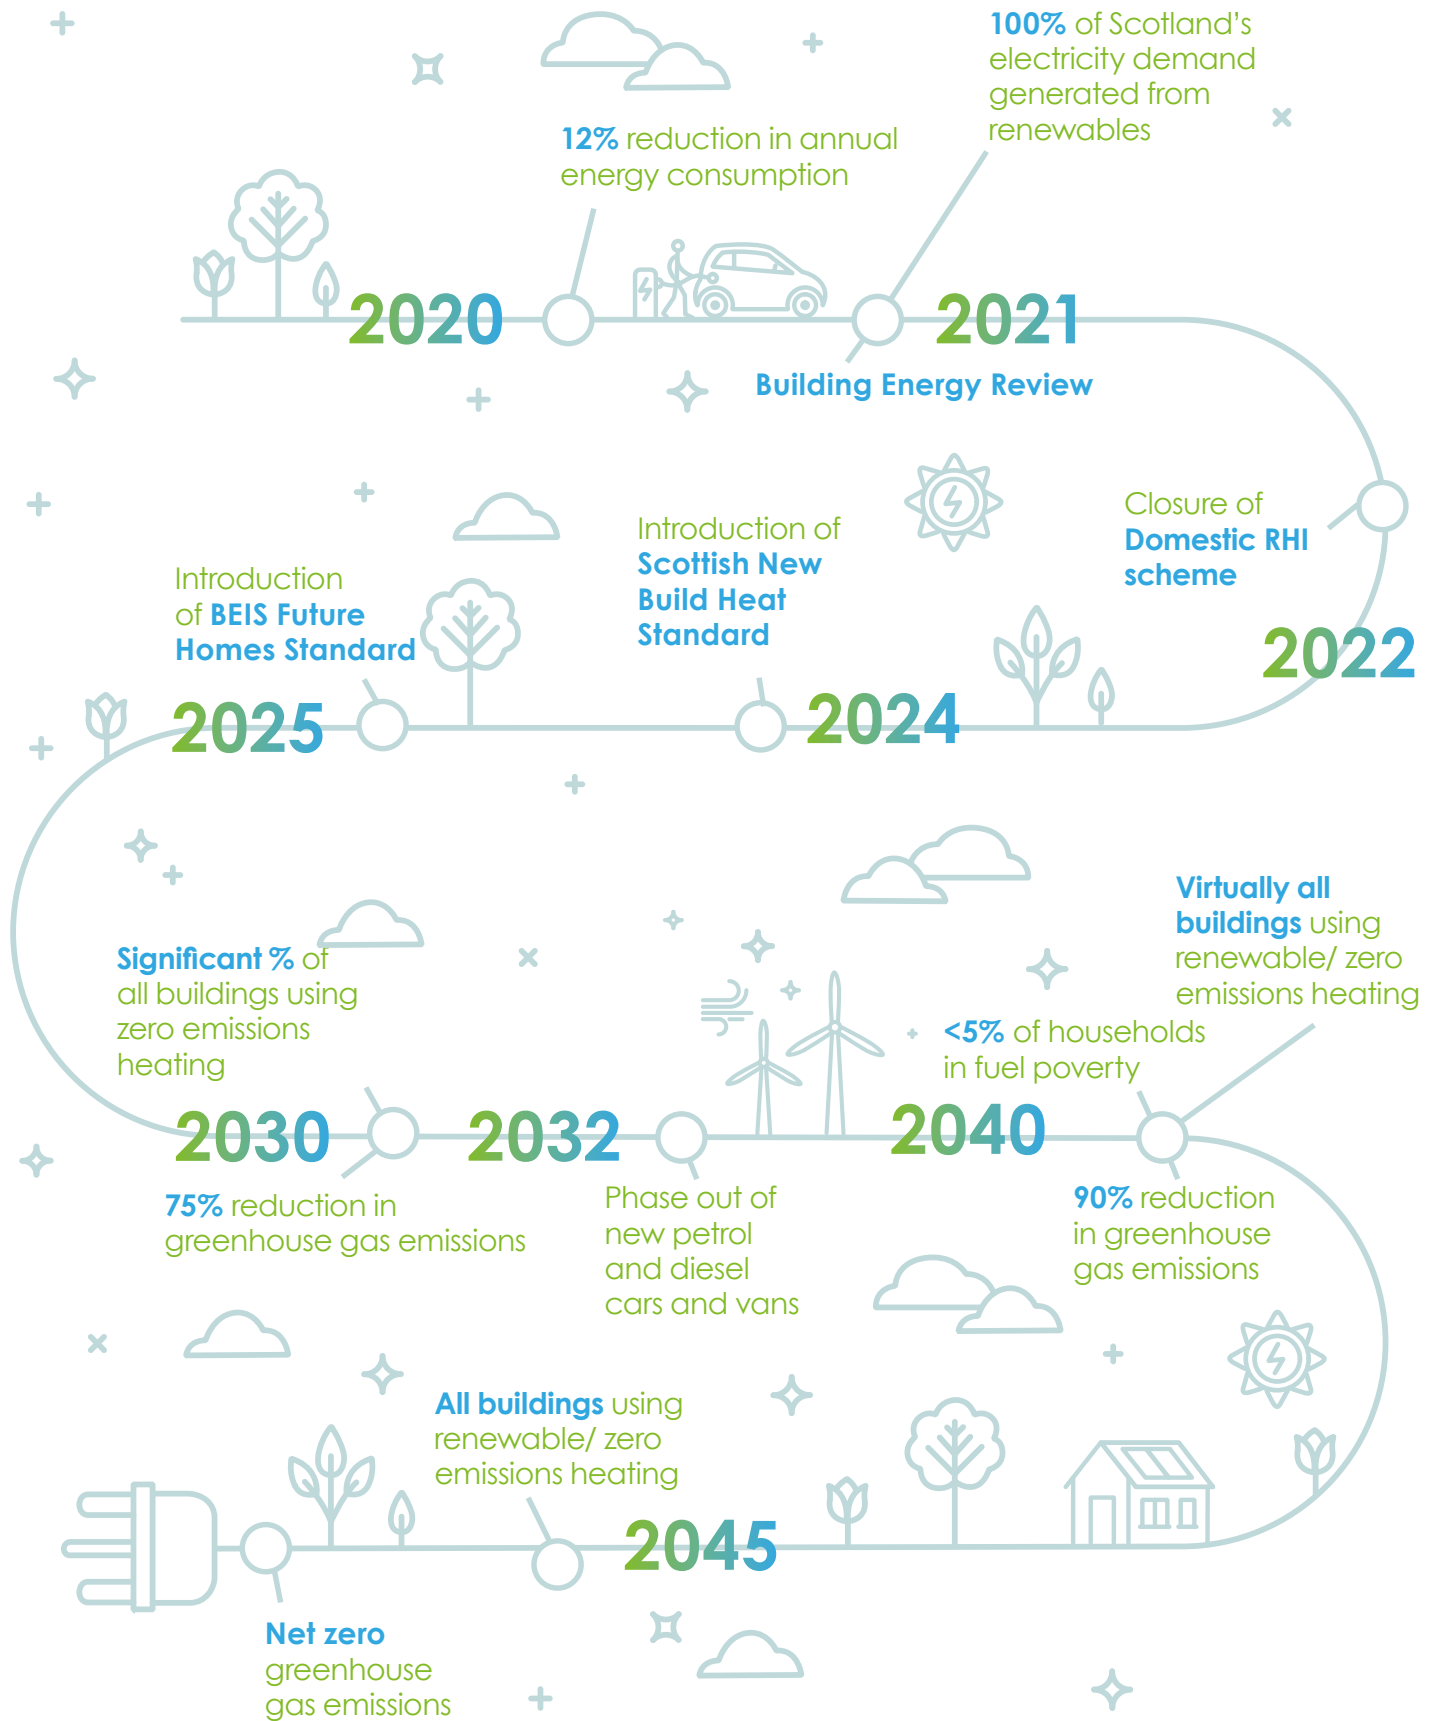 100% of Scotland's
electricity demand
generated from
renewables
12% reduction in annual
energy consumption
2020
2021
Building Energy Review
Closure of
Domestic RHI
scheme
2022
Introduction of
Scottish New
Build Heat
Standard
2024
Introduction
of BEIS Future
Homes Standard
2025
Significant % of
all buildings using
zero emissions
heating
2030
75% reduction in
greenhouse gas emissions
2032
Phase out of
new petrol
and diesel
cars and vans
Virtually all
buildings using
renewable/ zero
emissions heating
<5% of households
in fuel poverty
2040
90% reduction
in greenhouse
gas emissions
All buildings using
renewable/ zero
emissions heating
2045
Net zero
greenhouse
gas emissions